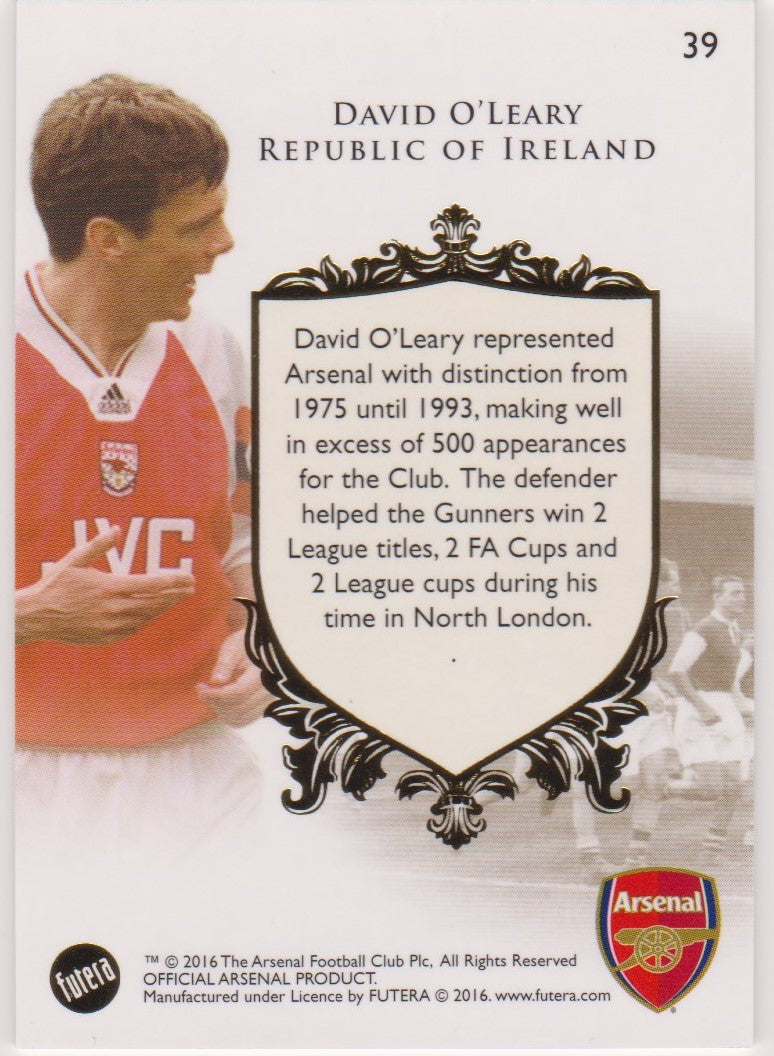 39
DAVID O'LEARY
REPUBLIC OF IRELAND
David O'Leary represented
Arsenal with distinction from
1975 until 1993, making well
in excess of 500 appearances
for the Club. The defender
helped the Gunners win 2
League titles, 2 FA Cups and
2 League cups during his
time in North London.
.
JVC
Arsenal
futera
™ © 2016 The Arsenal Football Club Plc, All Rights Reserved
OFFICIAL ARSENAL PRODUCT.
Manufactured under Licence by FUTERA © 2016. www.futera.com